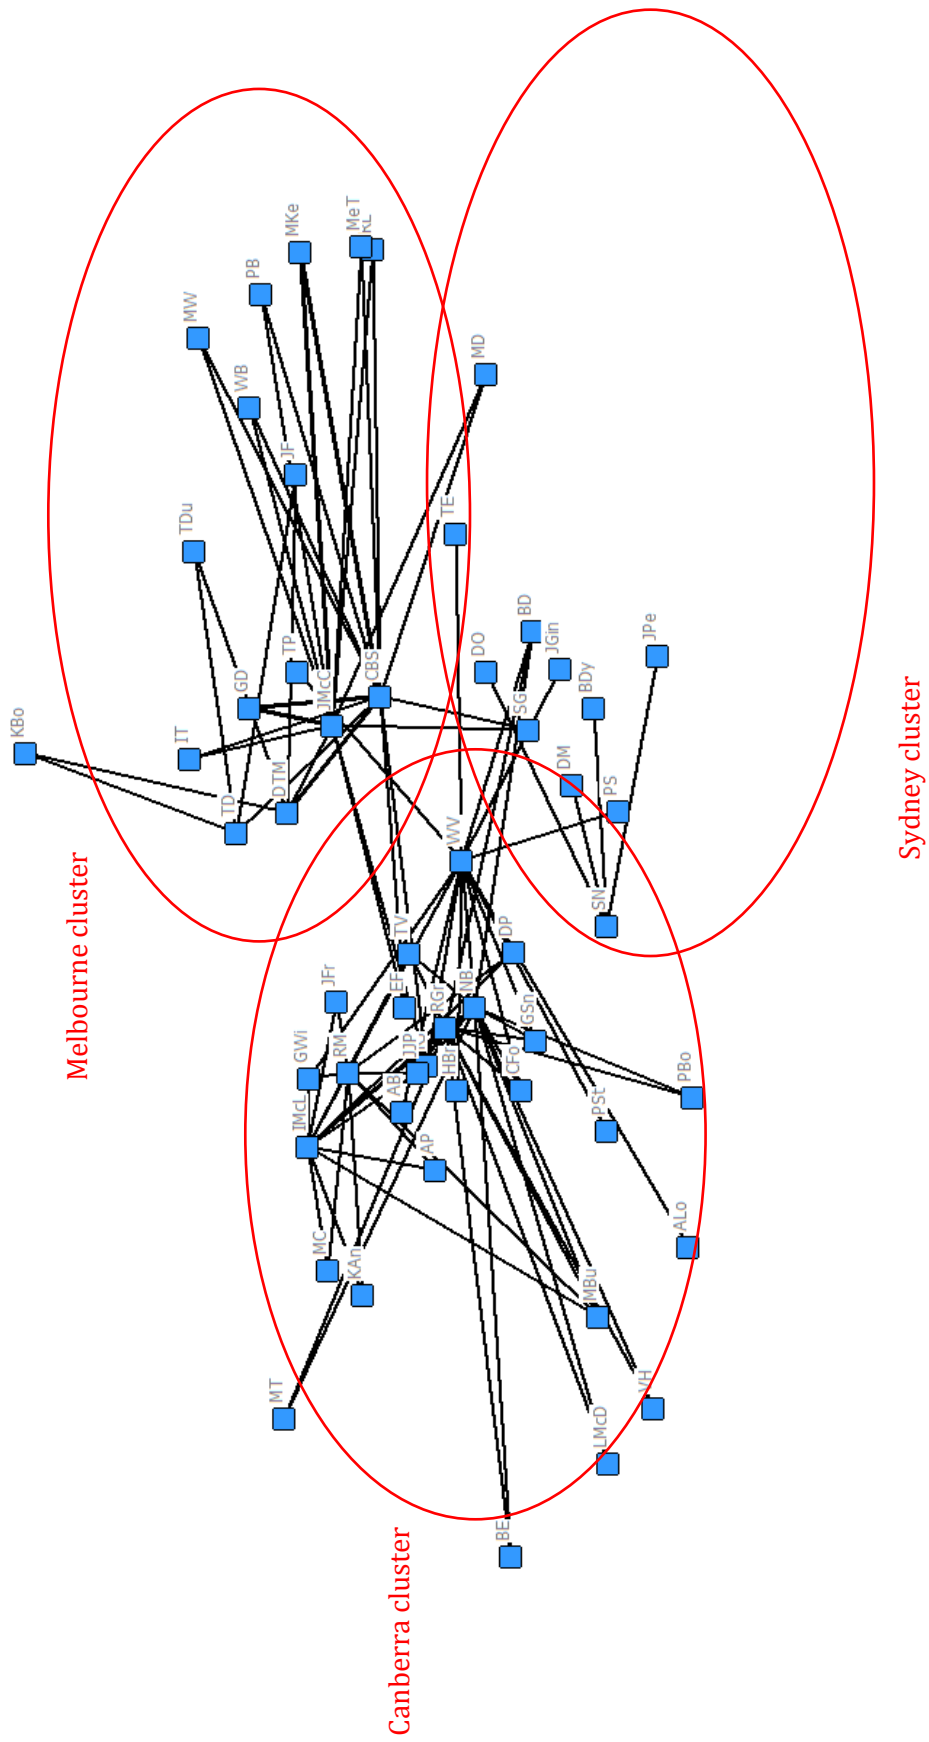 Melbourne cluster
Sydney cluster
Canberra cluster
KBo
MW
PB
MKe
MeT
KL
WB
JF
MD
TDu
TE
GD
TP
JMcC
CBS
DO
BD
JGin
JPe
BDy
IT
TD
DTM
DM
PS
WV
SN
TV
DP
JFr
EF
RGr
NB
GSn
GWi
RM
JJP
HBr
CFo
PBo
IMcL
AB
PSt
AP
ALo
MC
KAn
MBu
MT
VH
LMcD
BE